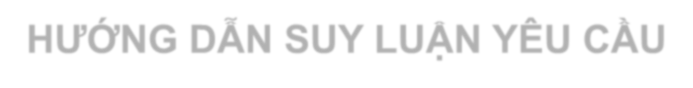 HƯỚNG DẪN SUY LUẬN YÊU CẦU